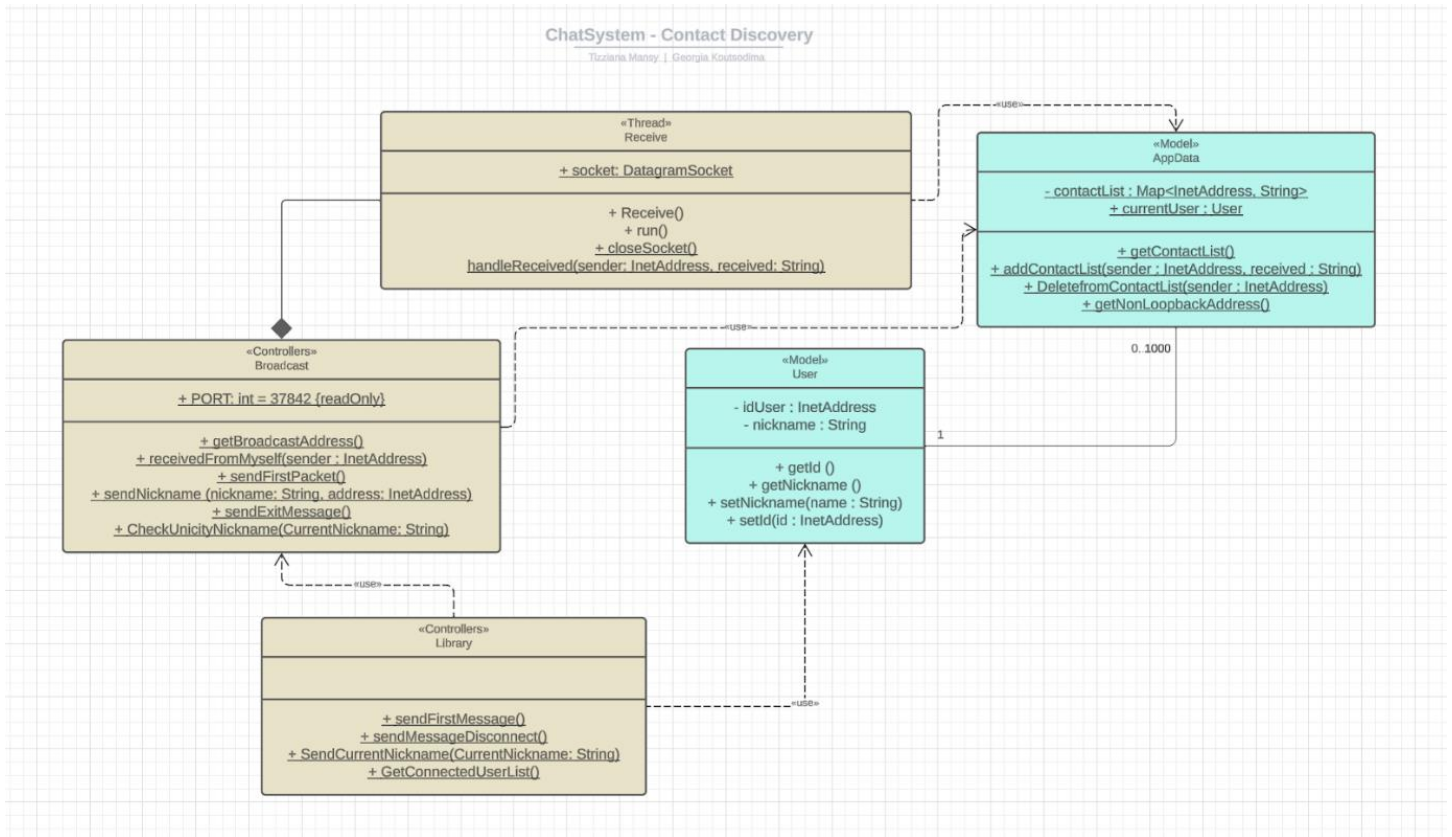 ChatSystem - Contact Discovery
Tizziana Mansy | Georgia Koutsodima
«use»
«Thread»
Receive
+ socket: DatagramSocket
+ Receive()
+ run()
+ closeSocket()
handleReceived(sender: InetAddress, received: String)
«Model»
AppData
- contactList : Map<InetAddress, String>
+ currentUser : User
+ getContactList()
+ addContactList(sender : InetAddress, received : String)
+ DeletefromContactList(sender : InetAddress)
+ getNonLoopbackAddress()
«use»
0..1000
«Controllers»
Broadcast
+ PORT: int = 37842 {readOnly}
+ getBroadcastAddress()
+ receivedFromMyself(sender : InetAddress)
+ sendFirstPacket()
+ sendNickname (nickname: String, address: InetAddress)
+ sendExitMessage()
+ CheckUnicityNickname(CurrentNickname: String)
«Model»
User
- idUser : InetAddress
- nickname : String
+ getId ()
+ getNickname ()
+ setNickname(name : String)
+ setId(id : InetAddress)
1
«use»
«Controllers»
Library
+ sendFirstMessage()
+ sendMessageDisconnect()
+ SendCurrentNickname(CurrentNickname: String)
+ GetConnectedUserList()
«use»